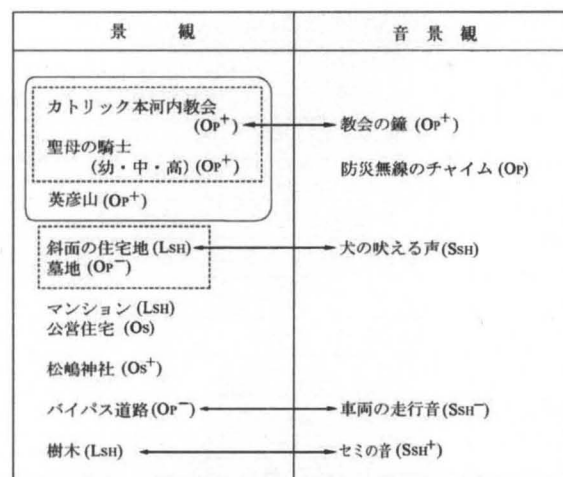 景 観 音 景 観
カトリック本河内教会
(OP+) 教会の鐘 (OP+)
聖母の騎士
(幼・中・高) (OP+) 防災無線のチャイム (OP)
英彦山 (OP+)
斜面の住宅地 (LSH) 犬の吠える声 (SSH)
墓地 (OP−)
マンション (LSH)
公営住宅 (OS)
松嶋神社 (OS+)
バイパス道路 (OP−) 車両の走行音 (SSH−)
樹木 (LSH) セミの音 (SSH+)